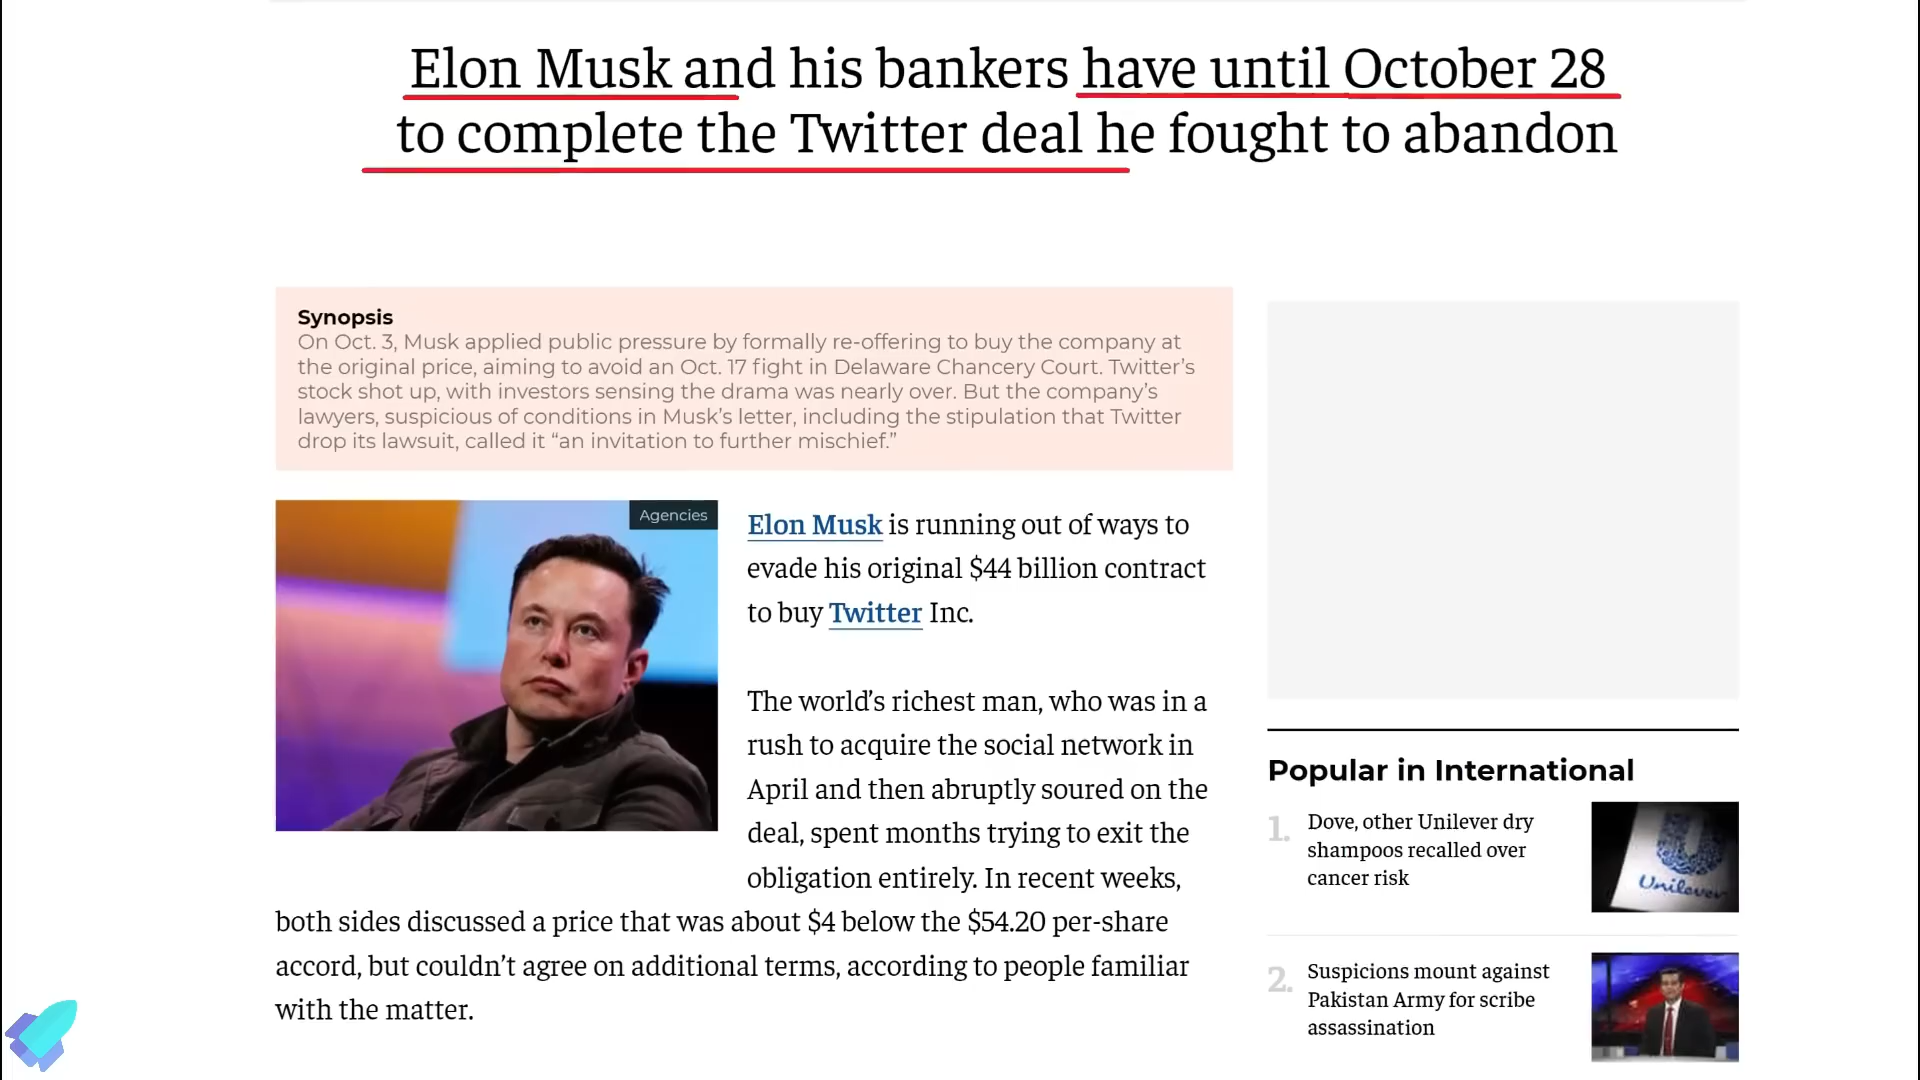 Elon Musk and his bankers have until October 28
to complete the Twitter deal he fought to abandon
Synopsis
On Oct. 3, Musk applied public pressure by formally re-offering to buy the company at
the original price, aiming to avoid an Oct. 17 fight in Delaware Chancery Court. Twitter’s
stock shot up, with investors sensing the drama was nearly over. But the company’s
lawyers, suspicious of conditions in Musk’s letter, including the stipulation that Twitter
drop its lawsuit, called it “an invitation to further mischief.”
Agencies
Elon Musk is running out of ways to
evade his original $44 billion contract
to buy Twitter Inc.
The world’s richest man, who was in a
rush to acquire the social network in
April and then abruptly soured on the
deal, spent months trying to exit the
obligation entirely. In recent weeks,
both sides discussed a price that was about $4 below the $54.20 per-share
accord, but couldn’t agree on additional terms, according to people familiar
with the matter.
Popular in International
1. Dove, other Unilever dry
shampoos recalled over
cancer risk
Unilever
2. Suspicions mount against
Pakistan Army for scribe
assassination